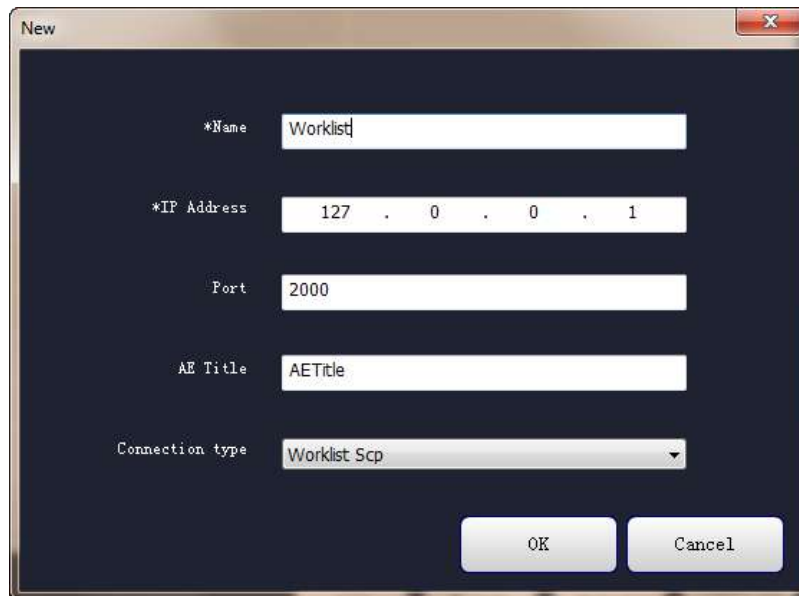 New
*Name Worklist
*IP Address 127 . 0 . 0 . 1
Port 2000
AE Title AETitle
Connection type Worklist Scp
OK Cancel